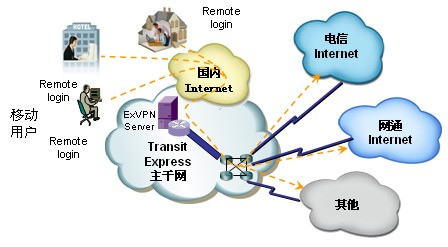 Remote
login
HOTEL
Remote
login
移动
用户
Remote
login
国内
Internet
ExVPN
Server
Transit
Express
主干网
电信
Internet
网通
Internet
其他